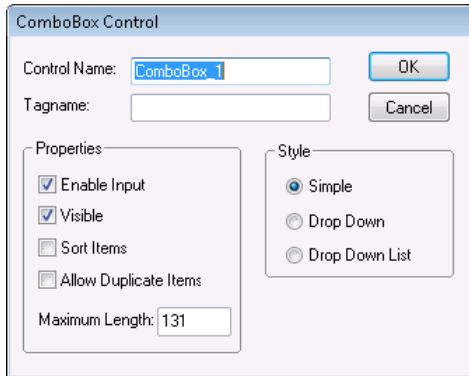 ComboBox Control
Control Name: ComboBox_1 OK
Tagname: Cancel
Properties Style
Enable Input Simple
Visible Drop Down
Sort Items Drop Down List
Allow Duplicate Items
Maximum Length: 131